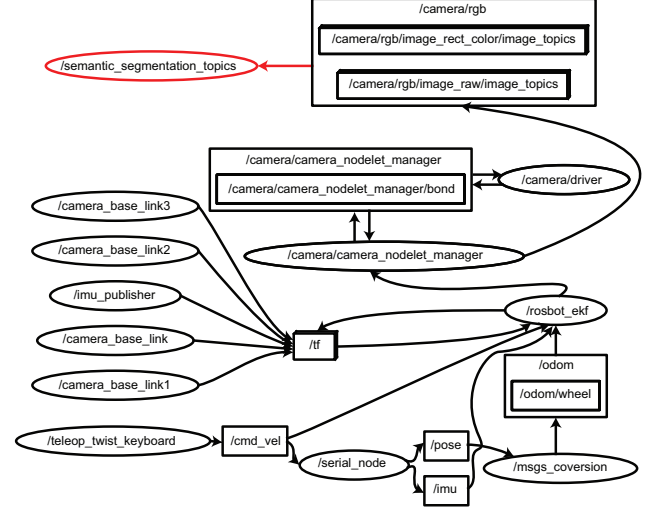 /camera/rgb
/camera/rgb/image_rect_color/image_topics
/semantic_segmentation_topics
/camera/rgb/image_raw/image_topics
/camera/camera_nodelet_manager
/camera/camera_nodelet_manager/bond
/camera/driver
/camera_base_link3
/camera_base_link2
/camera/camera_nodelet_manager
/imu_publisher
/rosbot_ekf
/camera_base_link
/tf
/odom
/camera_base_link1
/odom/wheel
/teleop_twist_keyboard
/cmd_vel
/pose
/serial_node
/msgs_coversion
/imu